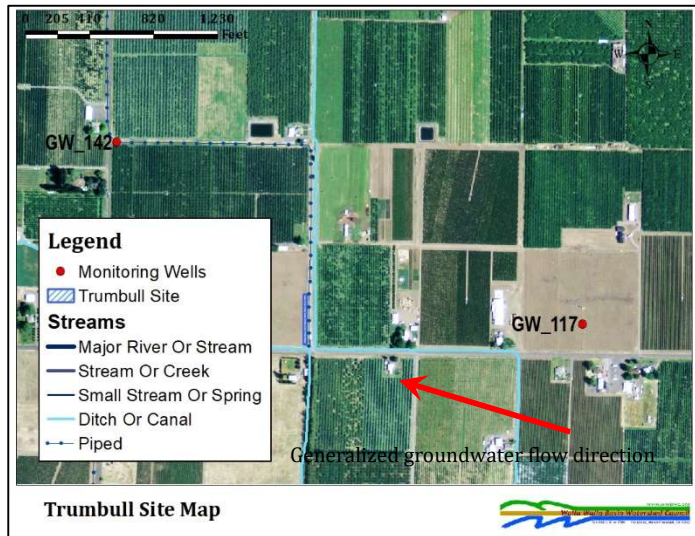 0 205 410 820 1,230
Feet
N
W E
S
GW_142
Legend
Monitoring Wells
Trumbull Site
Streams
Major River Or Stream
Stream Or Creek
Small Stream Or Spring
Ditch Or Canal
Piped
GW_117
Generalized groundwater flow direction
Trumbull Site Map
Walla Walla Basin Watershed Council